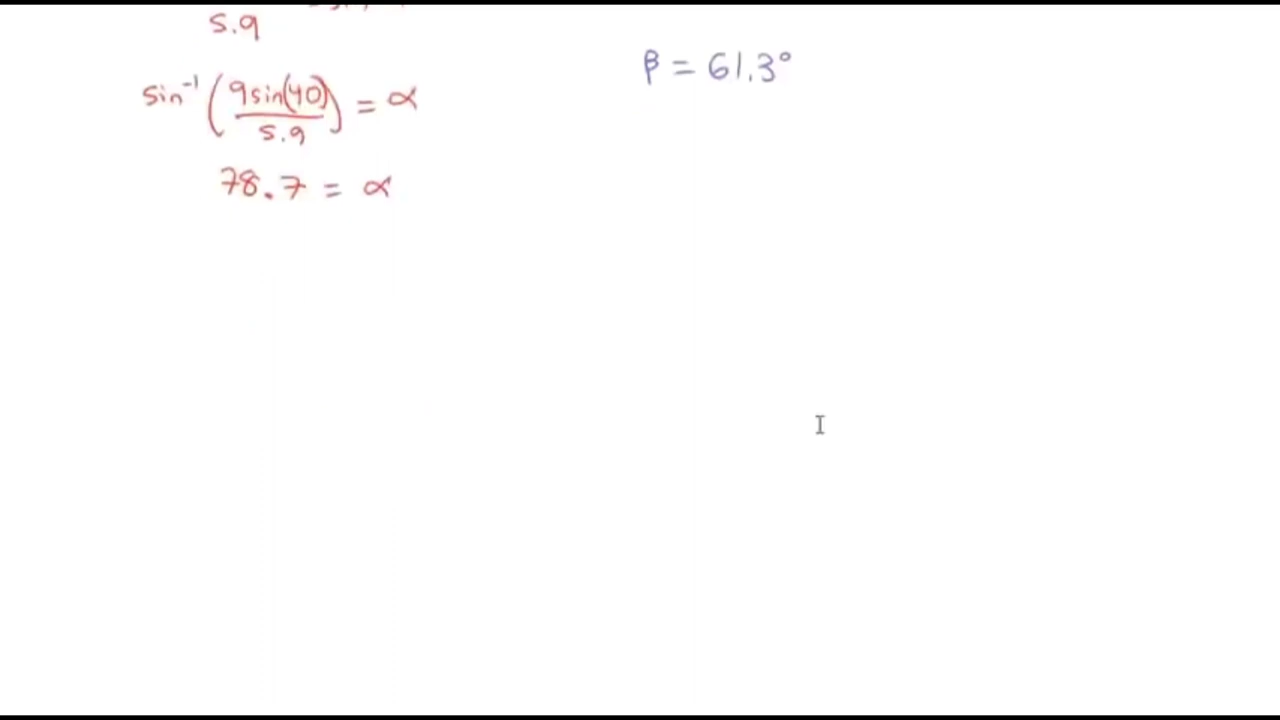 5.9
sin⁻¹(9sin(40)/5.9) = α
78.7 = α
β = 61.3°